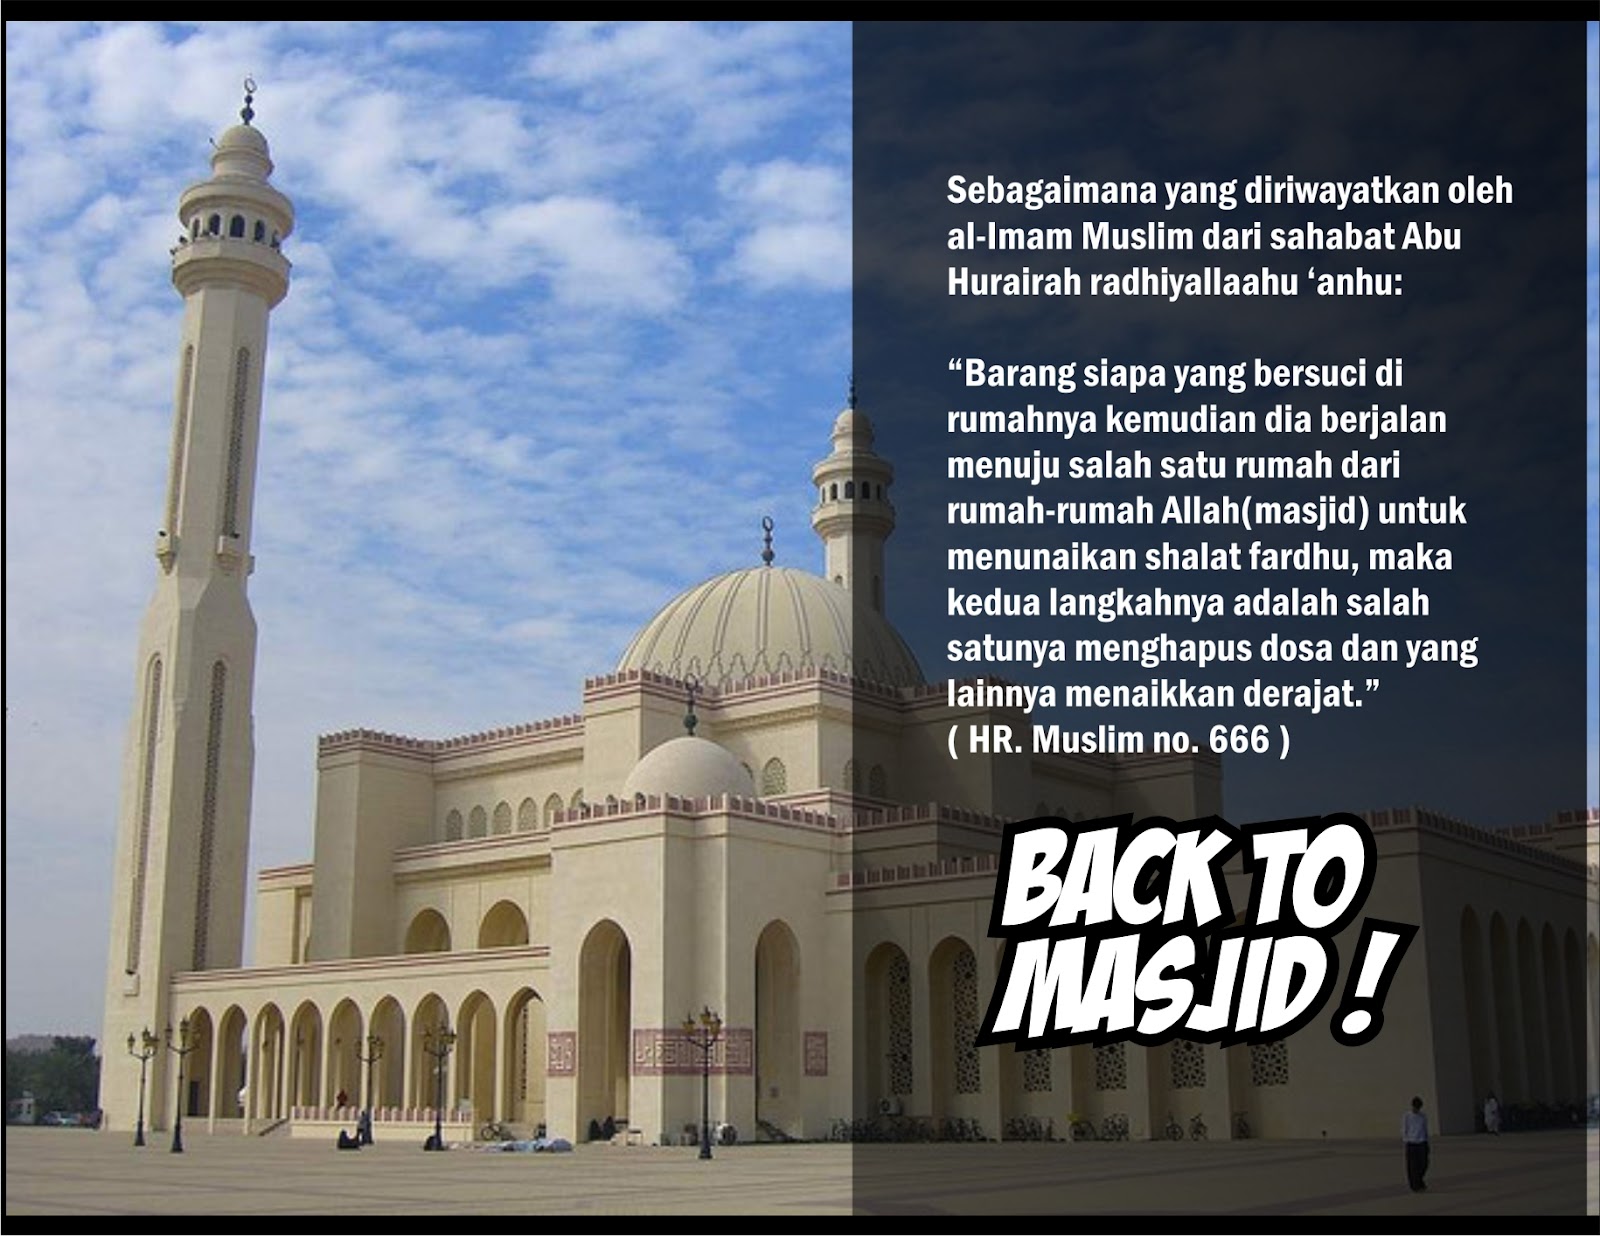 Sebagaimana yang diriwayatkan oleh
al-Imam Muslim dari sahabat Abu
Hurairah radhiyallaahu ‘anhu:
“Barang siapa yang bersuci di
rumahnya kemudian dia berjalan
menuju salah satu rumah dari
rumah-rumah Allah(masjid) untuk
menunaikan shalat fardhu, maka
kedua langkahnya adalah salah
satunya menghapus dosa dan yang
lainnya menaikkan derajat.”
( HR. Muslim no. 666 )
BACK TO
MASJID !